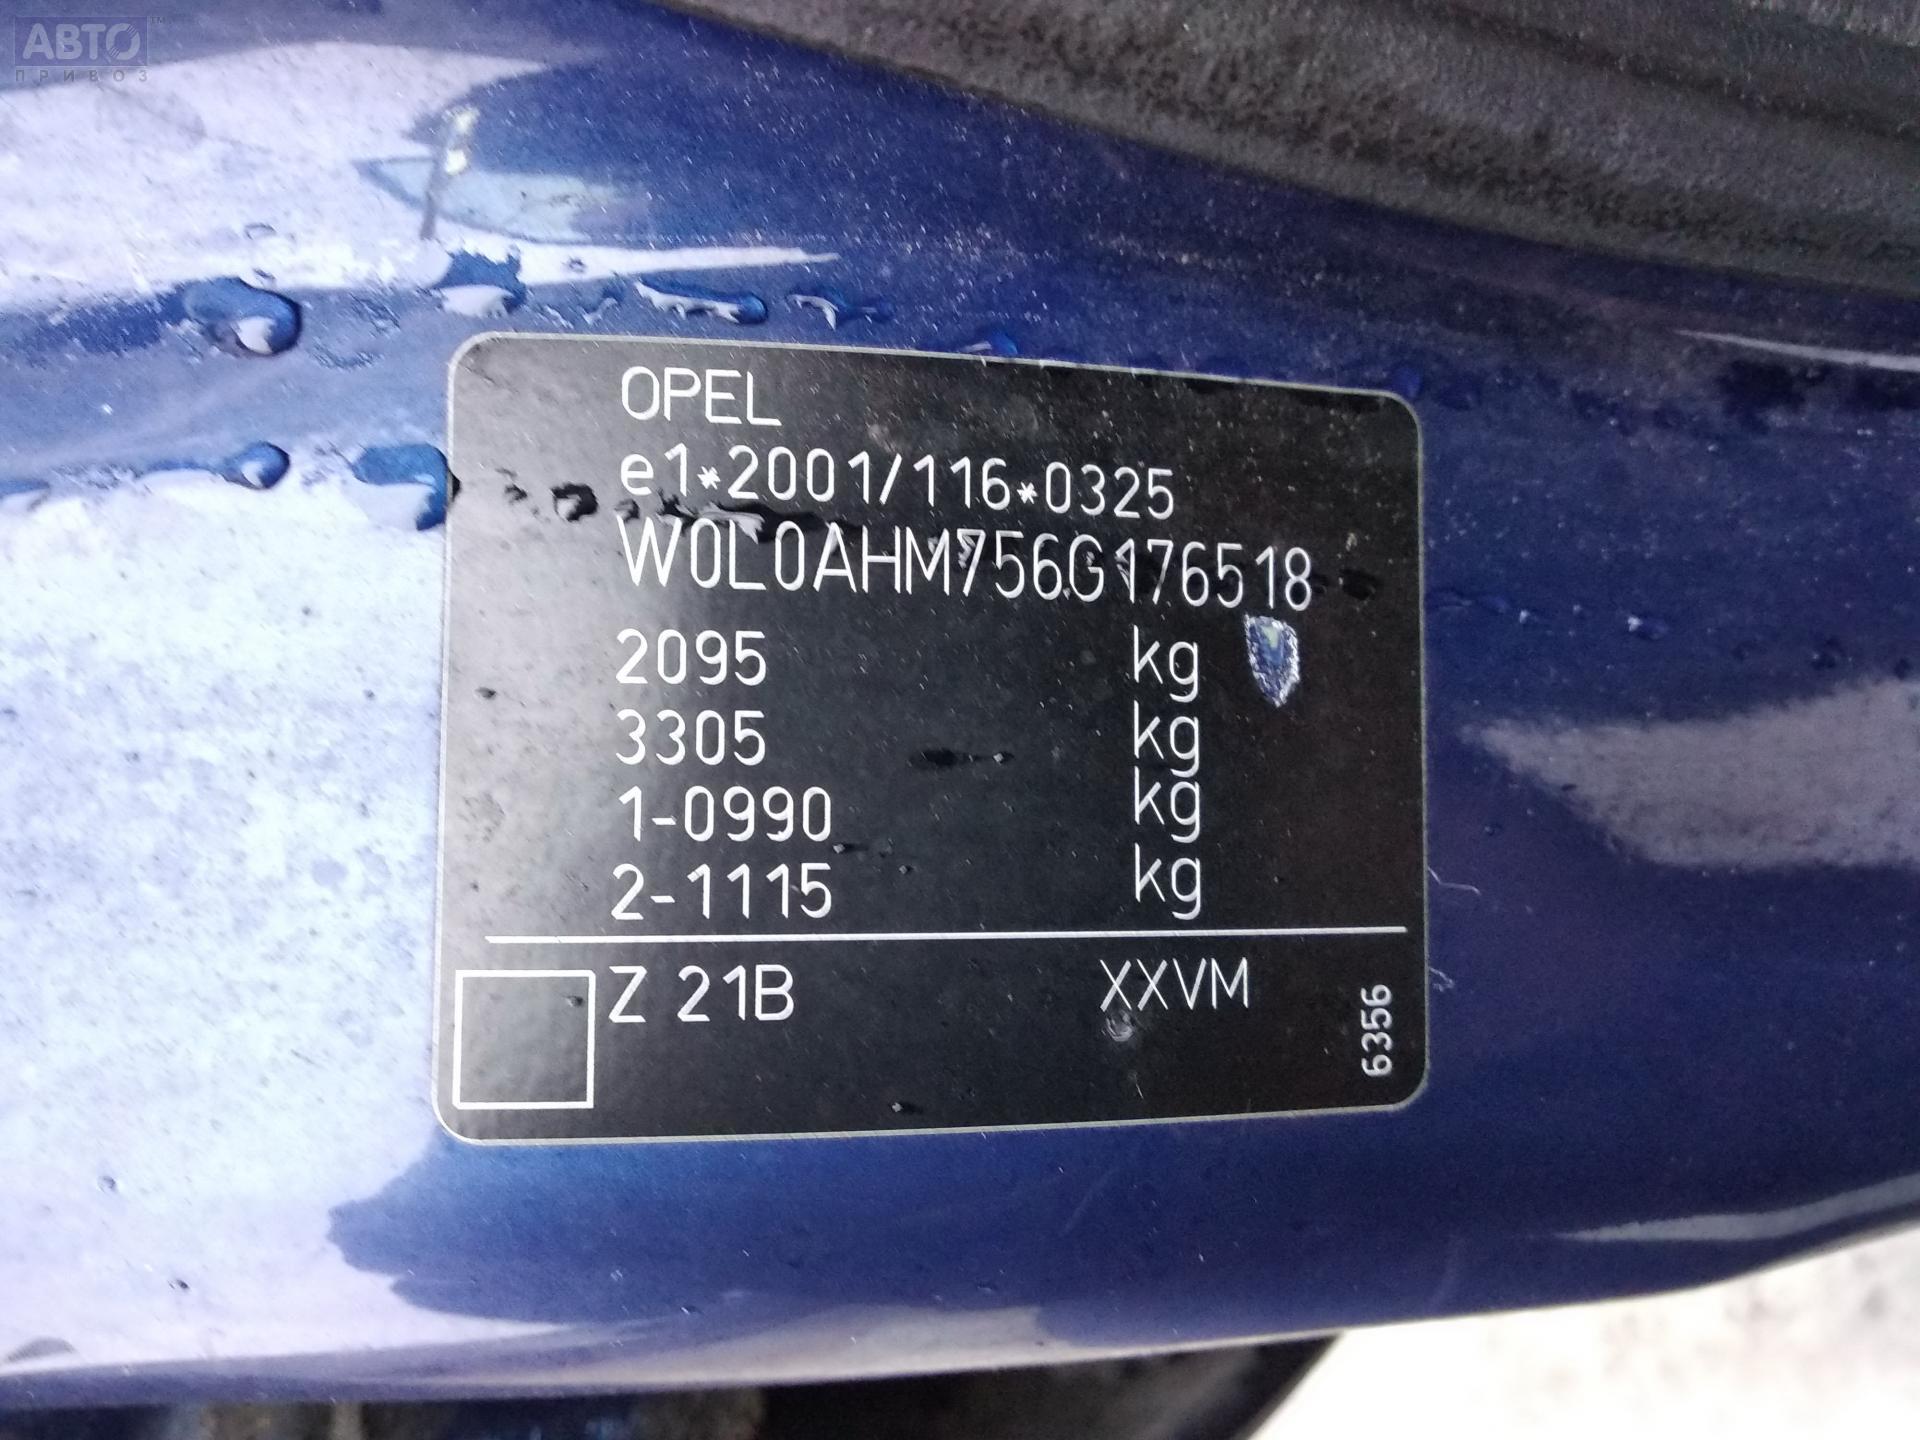 АВТО™
ПРИВОЗ
OPEL
e1*2001/116*0325
W0L0AHM756G176518
2095 kg
3305 kg
1-0990 kg
2-1115 kg
Z 21B XXVM
6356